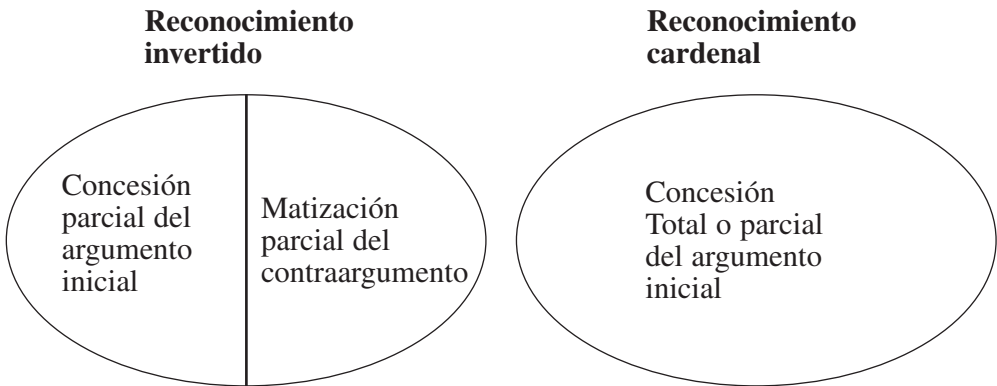 Reconocimiento
invertido
Reconocimiento
cardenal
Concesión
parcial del
argumento
inicial
Matización
parcial del
contraargumento
Concesión
Total o parcial
del argumento
inicial